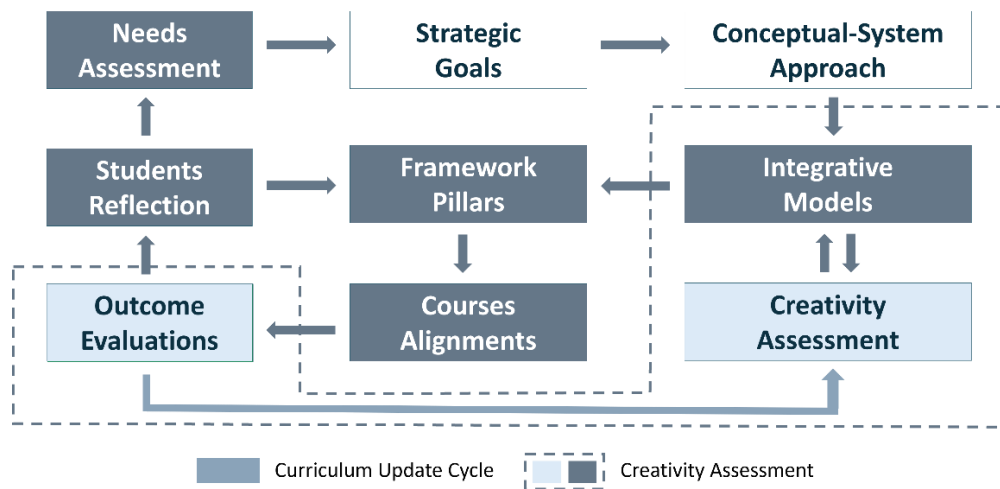 Needs
Assessment
Strategic
Goals
Conceptual-System
Approach
Students
Reflection
Framework
Pillars
Integrative
Models
Outcome
Evaluations
Courses
Alignments
Creativity
Assessment
Curriculum Update Cycle
Creativity Assessment